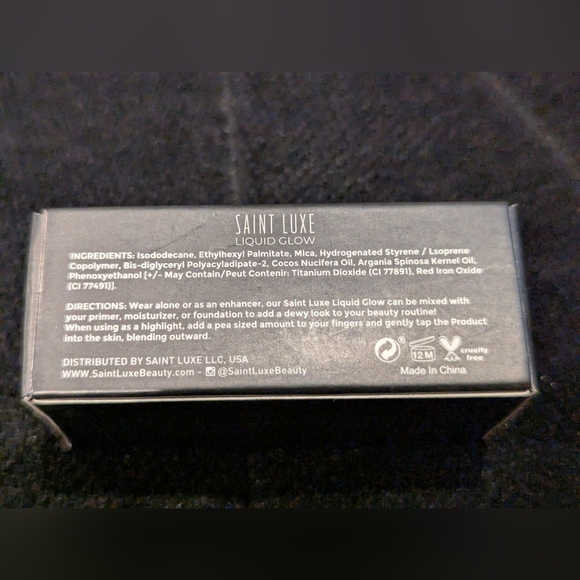 SAINT LUXE
LIQUID GLOW
INGREDIENTS: Isododecane, Ethylhexyl Palmitate, Mica, Hydrogenated Styrene / Lsoprene
Copolymer, Bis-diglyceryl Polyacyladipate-2, Cocos Nucifera Oil, Argania Spinosa Kernel Oil,
Phenoxyethanol [+/- May Contain/Peut Contenir: Titanium Dioxide (CI 77891), Red Iron Oxide
(CI 77491)].
DIRECTIONS: Wear alone or as an enhancer, our Saint Luxe Liquid Glow can be mixed with
your primer, moisturizer, or foundation to add a dewy look to your beauty routine!
When using as a highlight, add a pea sized amount to your fingers and gently tap the Product
into the skin, blending outward.
DISTRIBUTED BY SAINT LUXE LLC, USA
WWW.SaintLuxeBeauty.com - @SaintLuxeBeauty
®
12 M
cruelty
free
Made In China